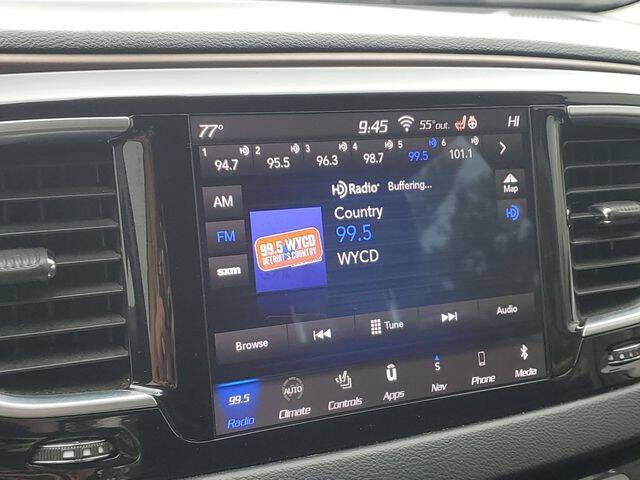 77° 9:45 55°out. HI
1 94.7 2 95.5 3 96.3 4 98.7 5 99.5 6 101.1
HD Radio Buffering...
Map
AM
Country
FM
99.5 WYCD
DETROIT'S COUNTRY
99.5
HD
sxm
WYCD
Browse Tune Audio
99.5 AUTO S
Radio Climate Controls Apps Nav Phone Media